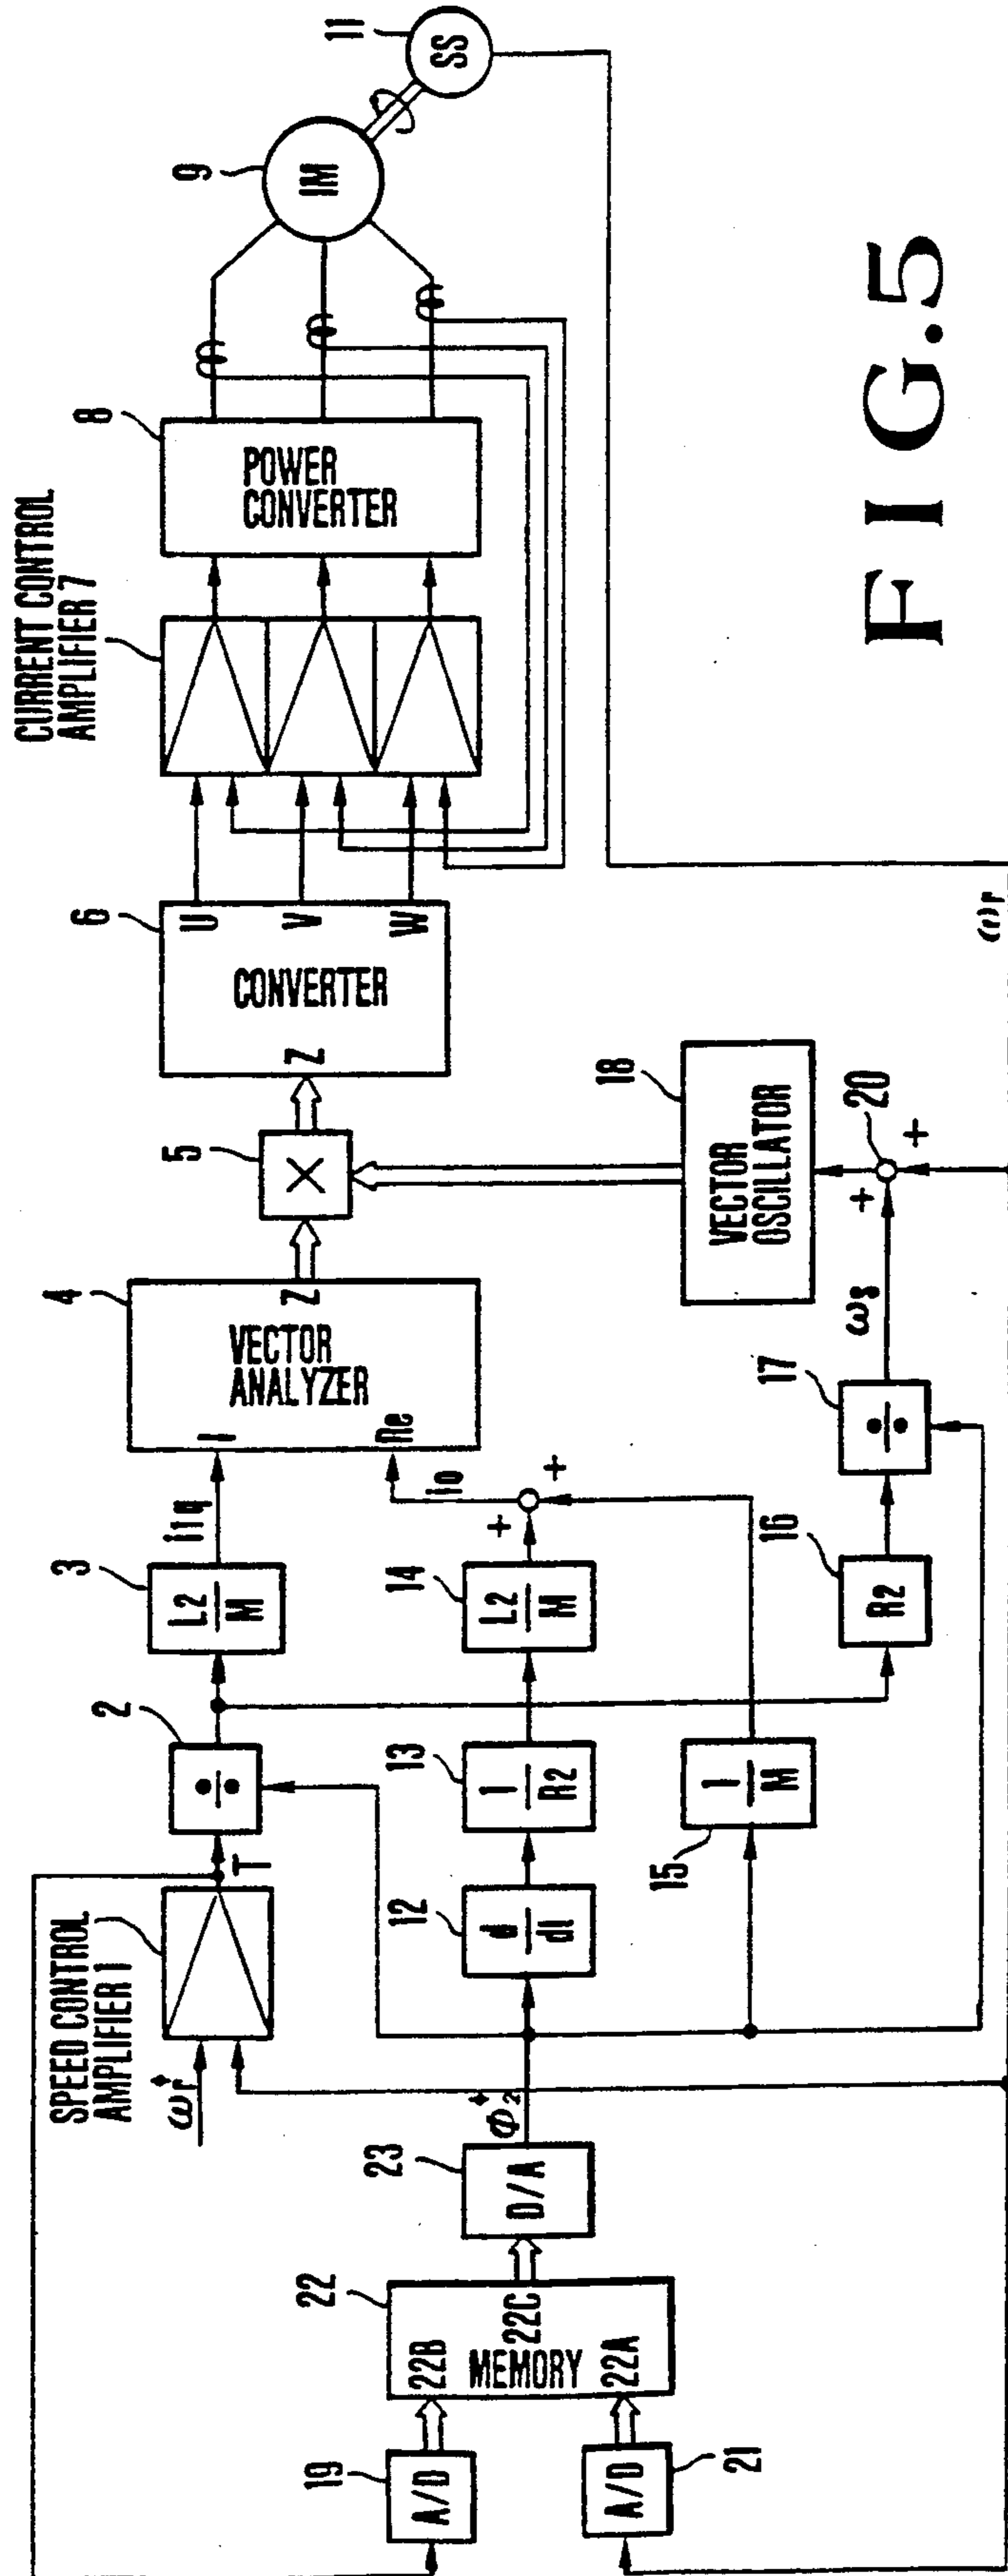 SPEED CONTROL
AMPLIFIER 1
ωr*
T
2
÷
3
L2
M
i1q
4
I
VECTOR
ANALYZER
Z
Re
i0
5
×
6
Z
CONVERTER
U
V
W
CURRENT CONTROL
AMPLIFIER 7
8
POWER
CONVERTER
9
IM
11
SS
19
A/D
21
A/D
22
22B
22C
MEMORY
22A
23
D/A
Φ2*
12
d
dt
13
1
R2
14
L2
M
+
+
15
1
M
16
R2
17
÷
ωs
18
VECTOR
OSCILLATOR
20
+
+
ωr
FIG.5